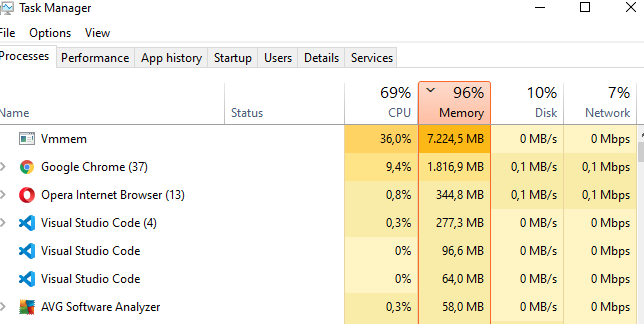 Task Manager
File Options View
Processes Performance App history Startup Users Details Services
69% 96% 10% 7%
Name Status CPU Memory Disk Network
Vmmem 36,0% 7.224,5 MB 0 MB/s 0 Mbps
Google Chrome (37) 9,4% 1.816,9 MB 0,1 MB/s 0,1 Mbps
Opera Internet Browser (13) 0,8% 344,8 MB 0,1 MB/s 0,1 Mbps
Visual Studio Code (4) 0,3% 277,3 MB 0 MB/s 0 Mbps
Visual Studio Code 0% 96,6 MB 0 MB/s 0 Mbps
Visual Studio Code 0% 64,0 MB 0 MB/s 0 Mbps
AVG Software Analyzer 0,3% 58,0 MB 0 MB/s 0 Mbps